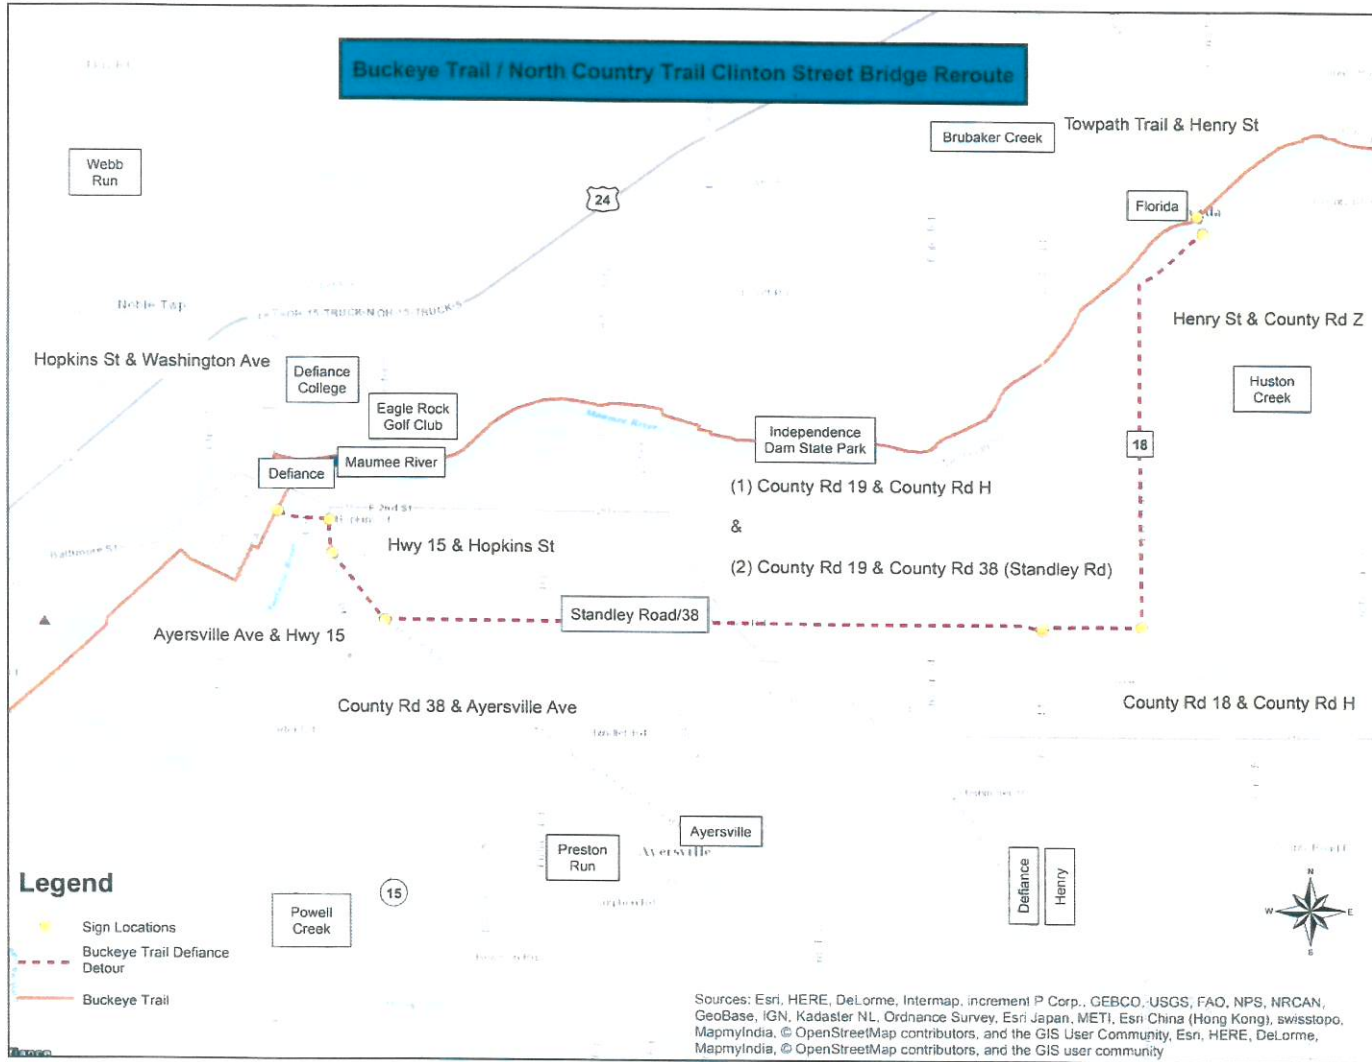 Buckeye Trail / North Country Trail Clinton Street Bridge Reroute
Towpath Trail & Henry St
Brubaker Creek
Webb
Run
24
Florida
Noble Twp
Henry St & County Rd Z
Hopkins St & Washington Ave
Defiance
College
Huston
Creek
Eagle Rock
Golf Club
Maumee River
Independence
Dam State Park
18
Maumee River
Defiance
(1) County Rd 19 & County Rd H
E 2nd St
&
Hwy 15 & Hopkins St
Baltimore St
(2) County Rd 19 & County Rd 38 (Standley Rd)
Standley Road/38
Ayersville Ave & Hwy 15
County Rd 38 & Ayersville Ave
County Rd 18 & County Rd H
Ayersville
Preston
Run
Ayersville
Defiance
Henry
15
Powell
Creek
Legend
Sign Locations
Buckeye Trail Defiance
Detour
Buckeye Trail
N
W
E
S
Sources: Esri, HERE, DeLorme, Intermap, increment P Corp., GEBCO, USGS, FAO, NPS, NRCAN,
GeoBase, IGN, Kadaster NL, Ordnance Survey, Esri Japan, METI, Esri China (Hong Kong), swisstopo,
MapmyIndia, © OpenStreetMap contributors, and the GIS User Community, Esri, HERE, DeLorme,
MapmyIndia, © OpenStreetMap contributors, and the GIS user community